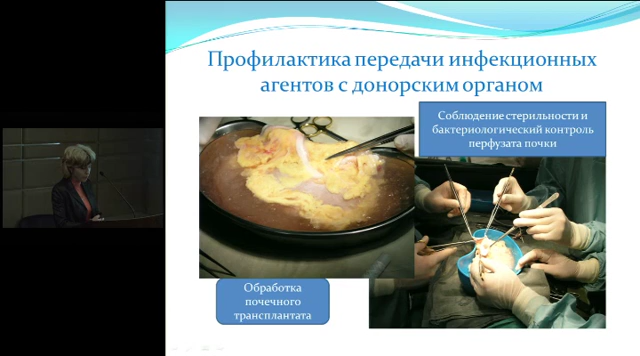 Профилактика передачи инфекционных
агентов с донорским органом
Соблюдение стерильности и
бактериологический контроль
перфузата почки
Обработка
почечного
трансплантата